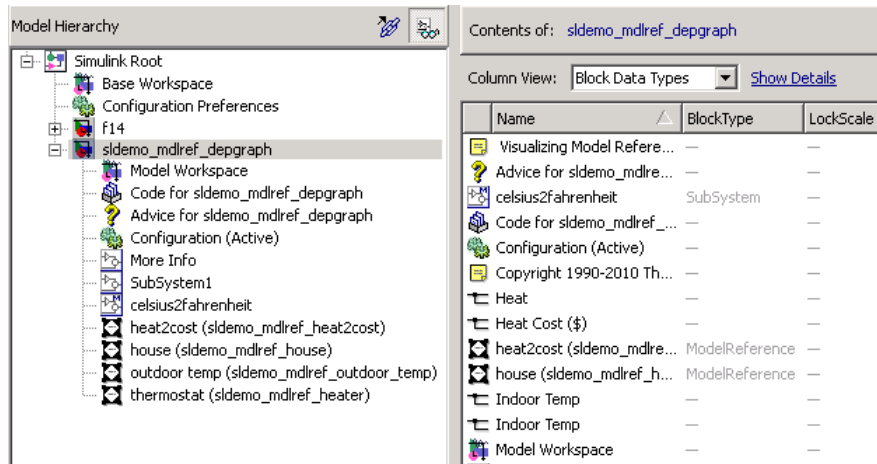 Model Hierarchy
Simulink Root
Base Workspace
Configuration Preferences
f14
sldemo_mdlref_depgraph
Model Workspace
Code for sldemo_mdlref_depgraph
Advice for sldemo_mdlref_depgraph
Configuration (Active)
More Info
SubSystem1
celsius2fahrenheit
heat2cost (sldemo_mdlref_heat2cost)
house (sldemo_mdlref_house)
outdoor temp (sldemo_mdlref_outdoor_temp)
thermostat (sldemo_mdlref_heater)
Contents of: sldemo_mdlref_depgraph
Column View: Block Data Types Show Details
Name BlockType LockScale
Visualizing Model Refere... — —
Advice for sldemo_mdlre... — —
celsius2fahrenheit SubSystem —
Code for sldemo_mdlref_... — —
Configuration (Active) — —
Copyright 1990-2010 Th... — —
Heat — —
Heat Cost ($) — —
heat2cost (sldemo_mdlre... ModelReference —
house (sldemo_mdlref_h... ModelReference —
Indoor Temp — —
Indoor Temp — —
Model Workspace — —